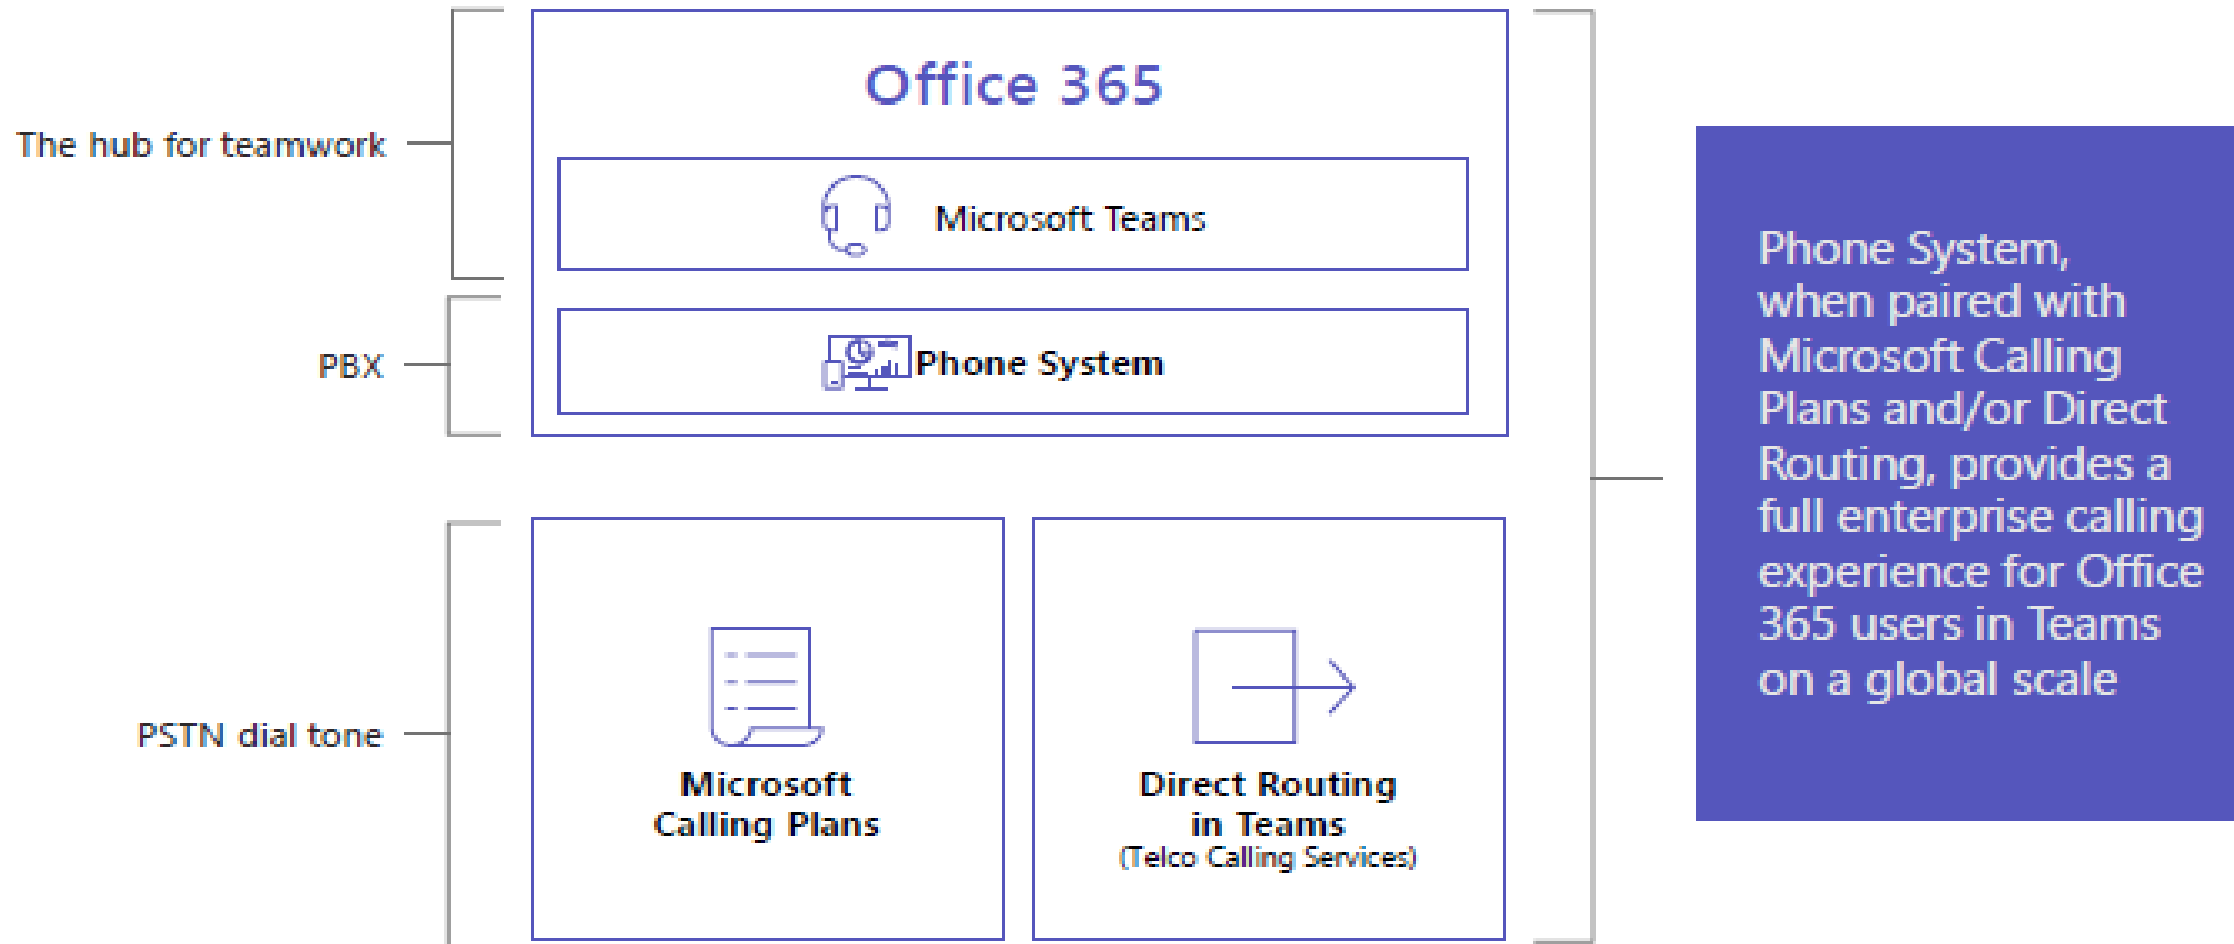 Office 365
The hub for teamwork
Microsoft Teams
PBX
Phone System
PSTN dial tone
Microsoft
Calling Plans
Direct Routing
in Teams
(Telco Calling Services)
Phone System,
when paired with
Microsoft Calling
Plans and/or Direct
Routing, provides a
full enterprise calling
experience for Office
365 users in Teams
on a global scale